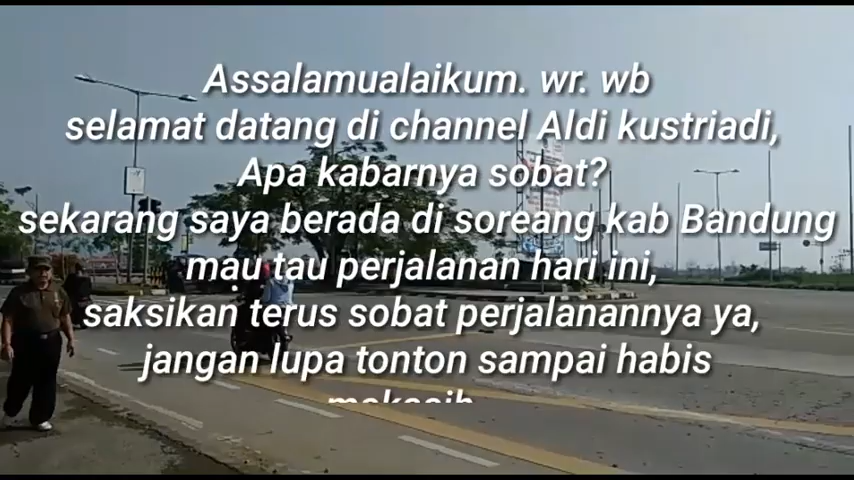 Assalamualaikum. wr. wb
selamat datang di channel Aldi kustriadi,
Apa kabarnya sobat?
sekarang saya berada di soreang kab Bandung
mau tau perjalanan hari ini,
saksikan terus sobat perjalanannya ya,
jangan lupa tonton sampai habis